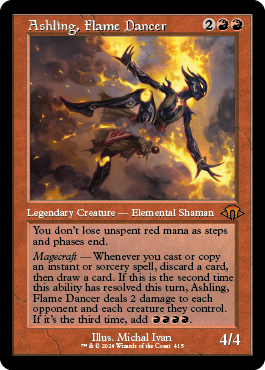 Ashling, Flame Dancer 2
Legendary Creature — Elemental Shaman
You don't lose unspent red mana as steps
and phases end.
Magecraft — Whenever you cast or copy
an instant or sorcery spell, discard a card,
then draw a card. If this is the second time
this ability has resolved this turn, Ashling,
Flame Dancer deals 2 damage to each
opponent and each creature they control.
If it's the third time, add
Illus. Michal Ivan
™ & © 2024 Wizards of the Coast 415
4/4